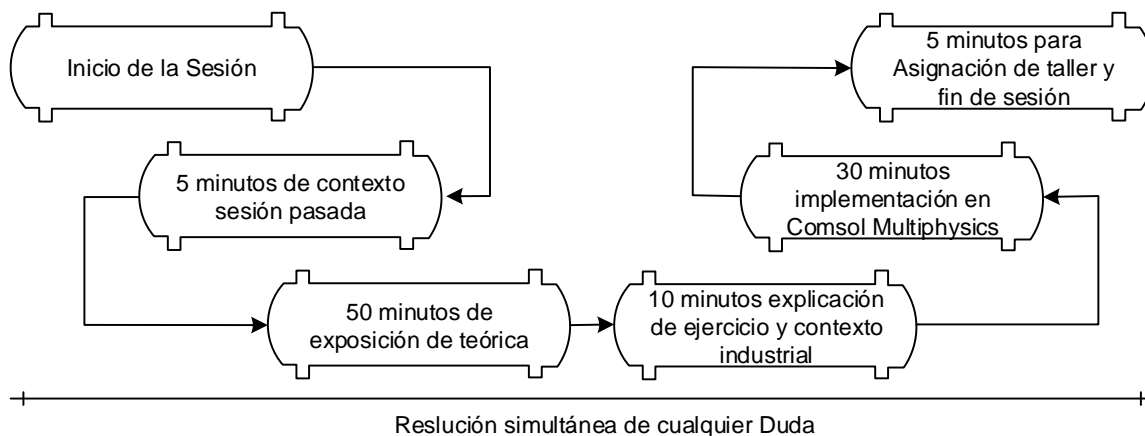 Inicio de la Sesión
5 minutos de contexto
sesión pasada
50 minutos de
exposición de teórica
10 minutos explicación
de ejercicio y contexto
industrial
30 minutos
implementación en
Comsol Multiphysics
5 minutos para
Asignación de taller y
fin de sesión
Reslución simultánea de cualquier Duda